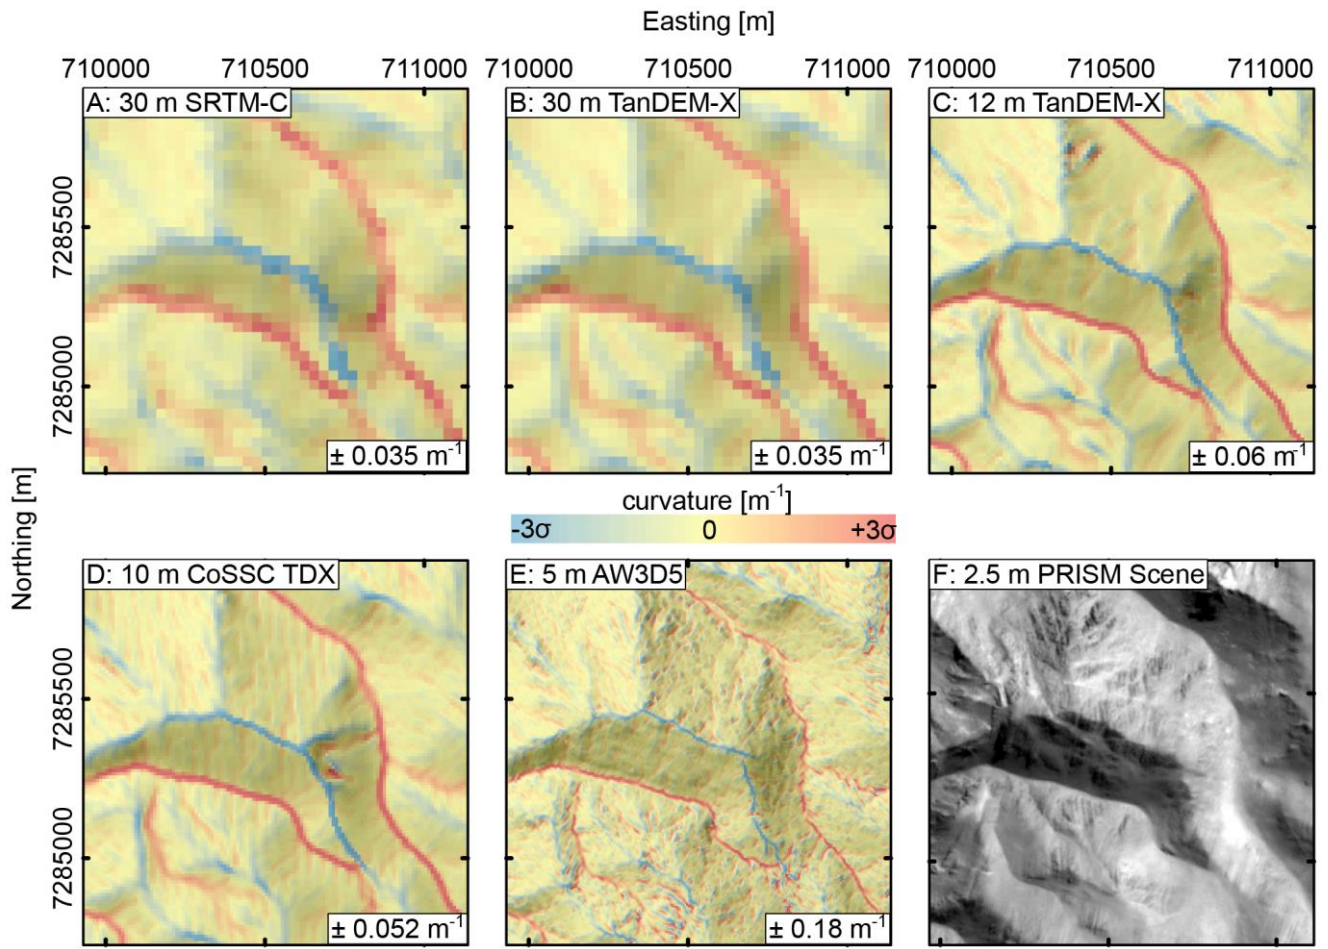 Easting [m]
710000 710500 711000 710000 710500 711000 710000 710500 711000
A: 30 m SRTM-C
B: 30 m TanDEM-X
C: 12 m TanDEM-X
7285500
7285000
± 0.035 m⁻¹
± 0.035 m⁻¹
± 0.06 m⁻¹
Northing [m]
curvature [m⁻¹]
-3σ 0 +3σ
D: 10 m CoSSC TDX
E: 5 m AW3D5
F: 2.5 m PRISM Scene
7285500
7285000
± 0.052 m⁻¹
± 0.18 m⁻¹